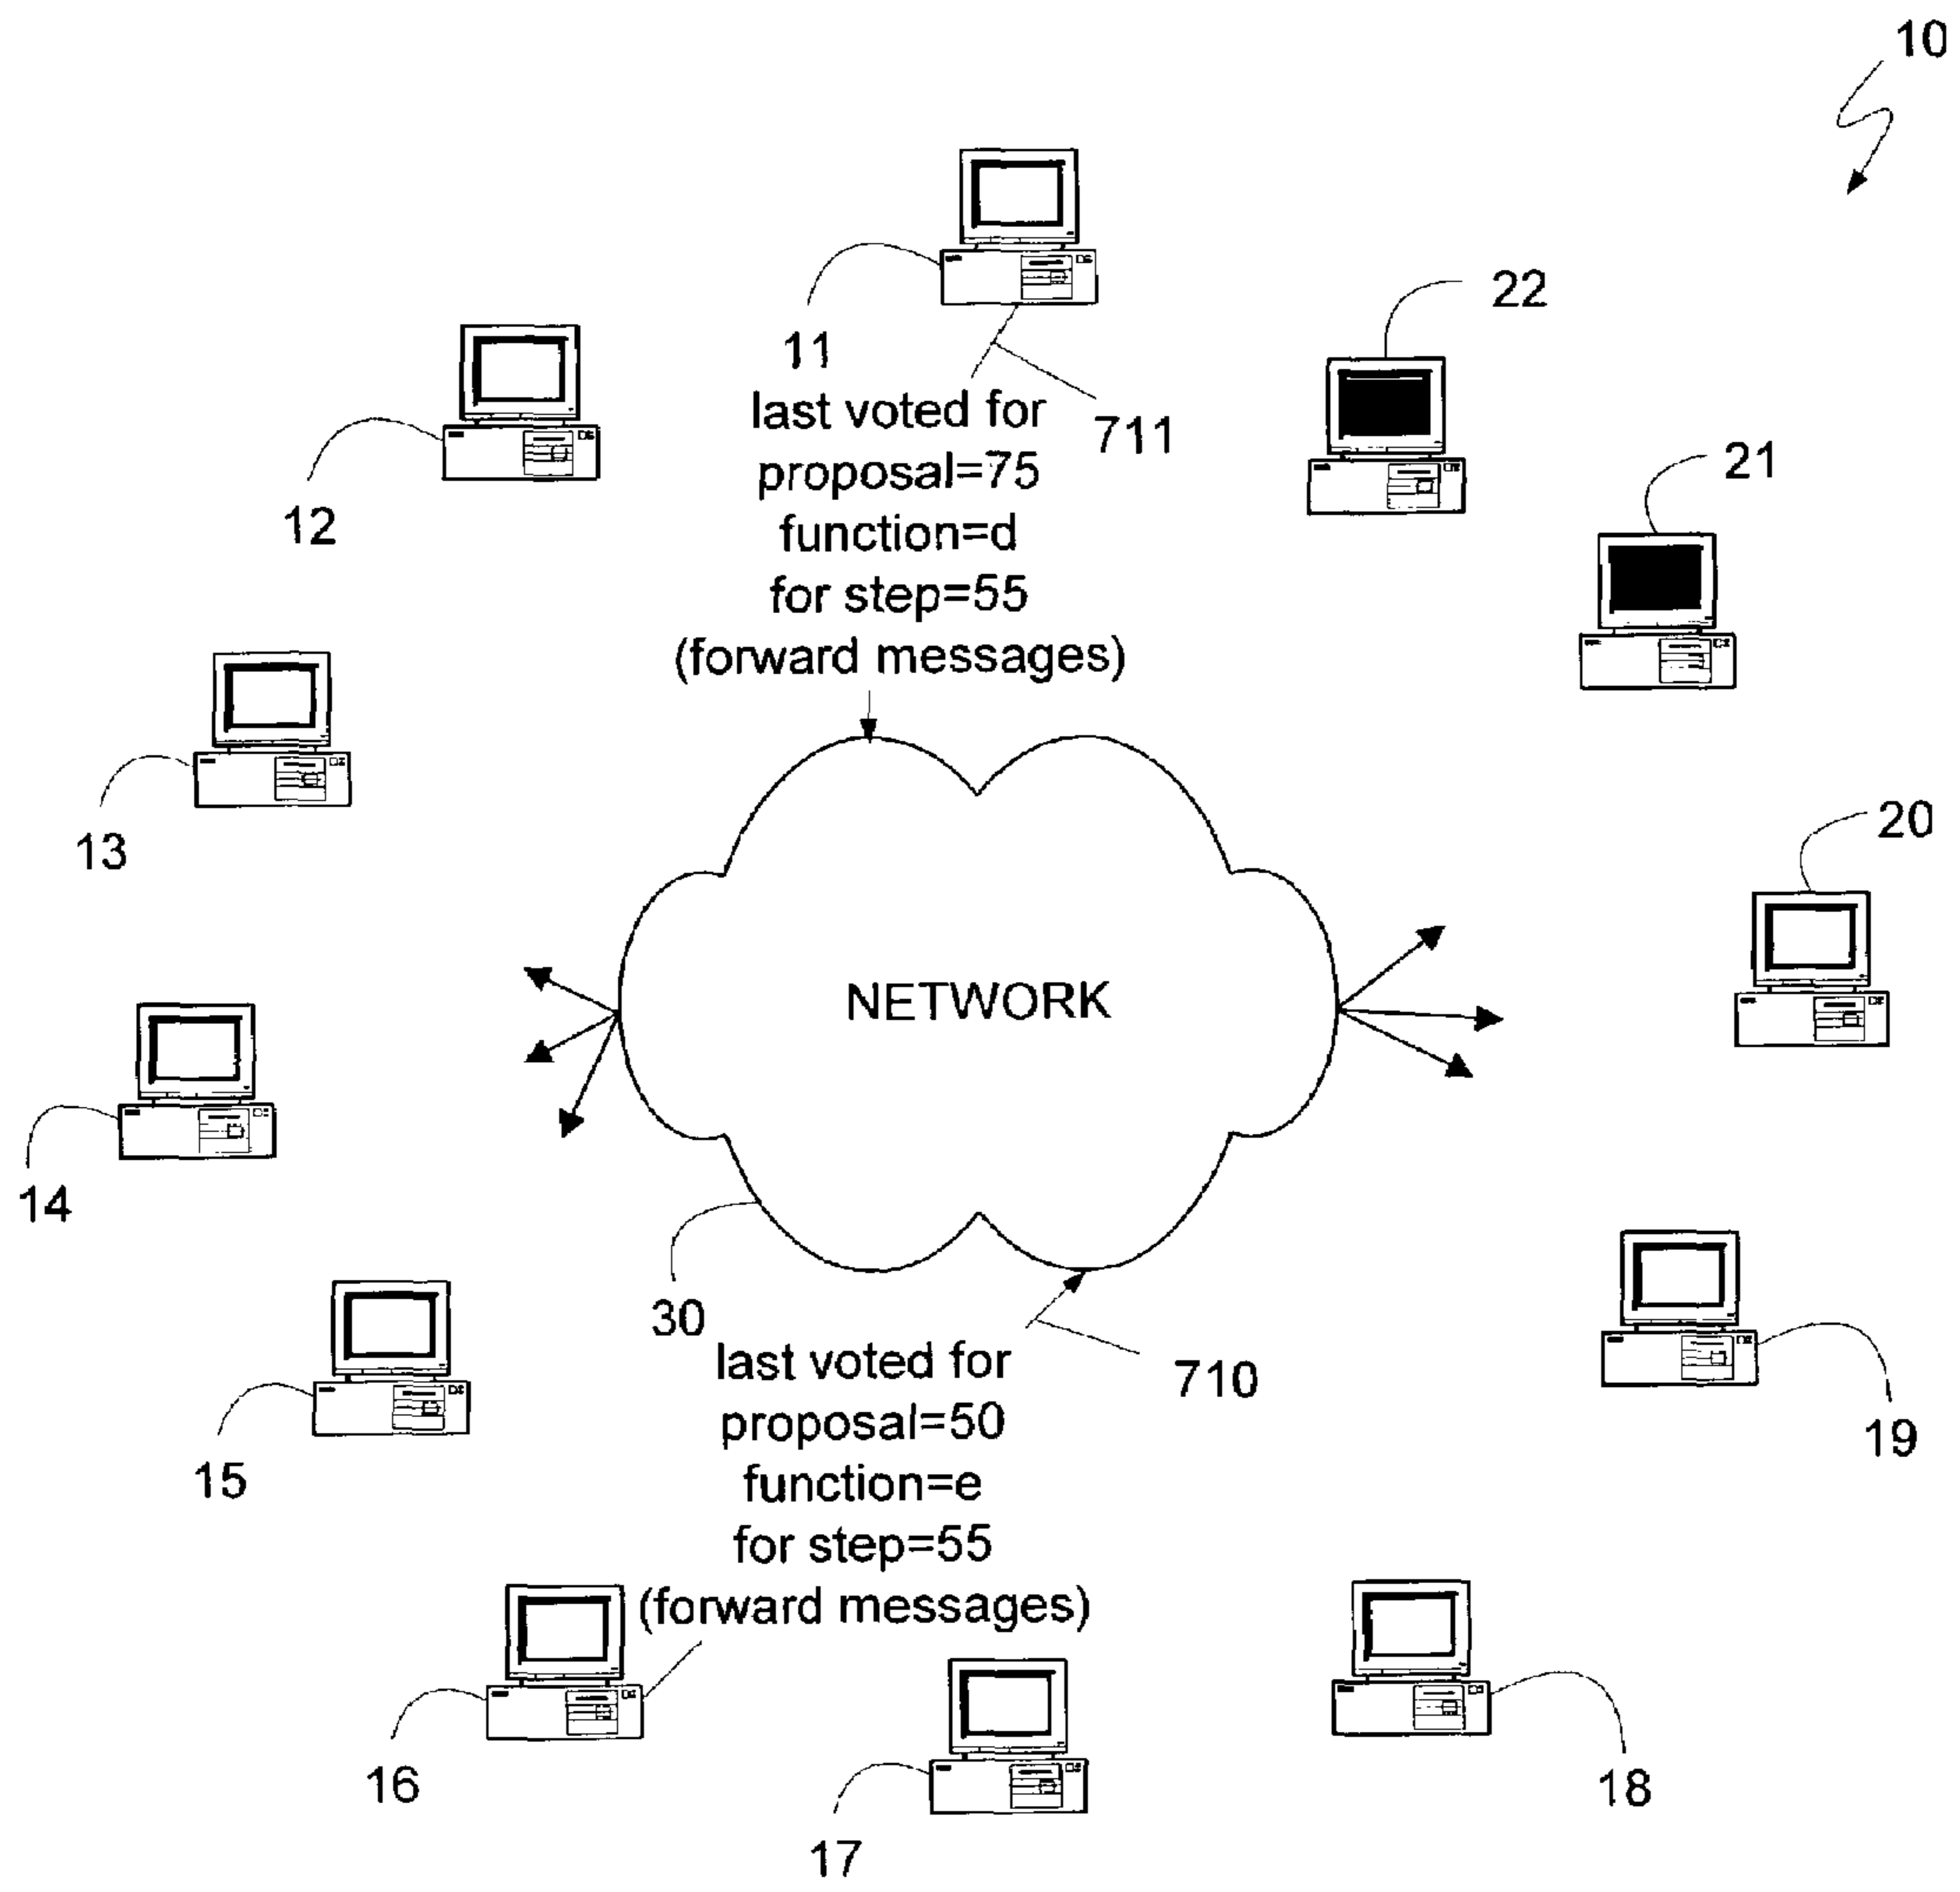 10
22
11
last voted for
proposal=75
function=d
for step=55
(forward messages)
711
21
12
20
13
NETWORK
14
30
last voted for
proposal=50
function=e
for step=55
(forward messages)
710
19
15
16
18
17